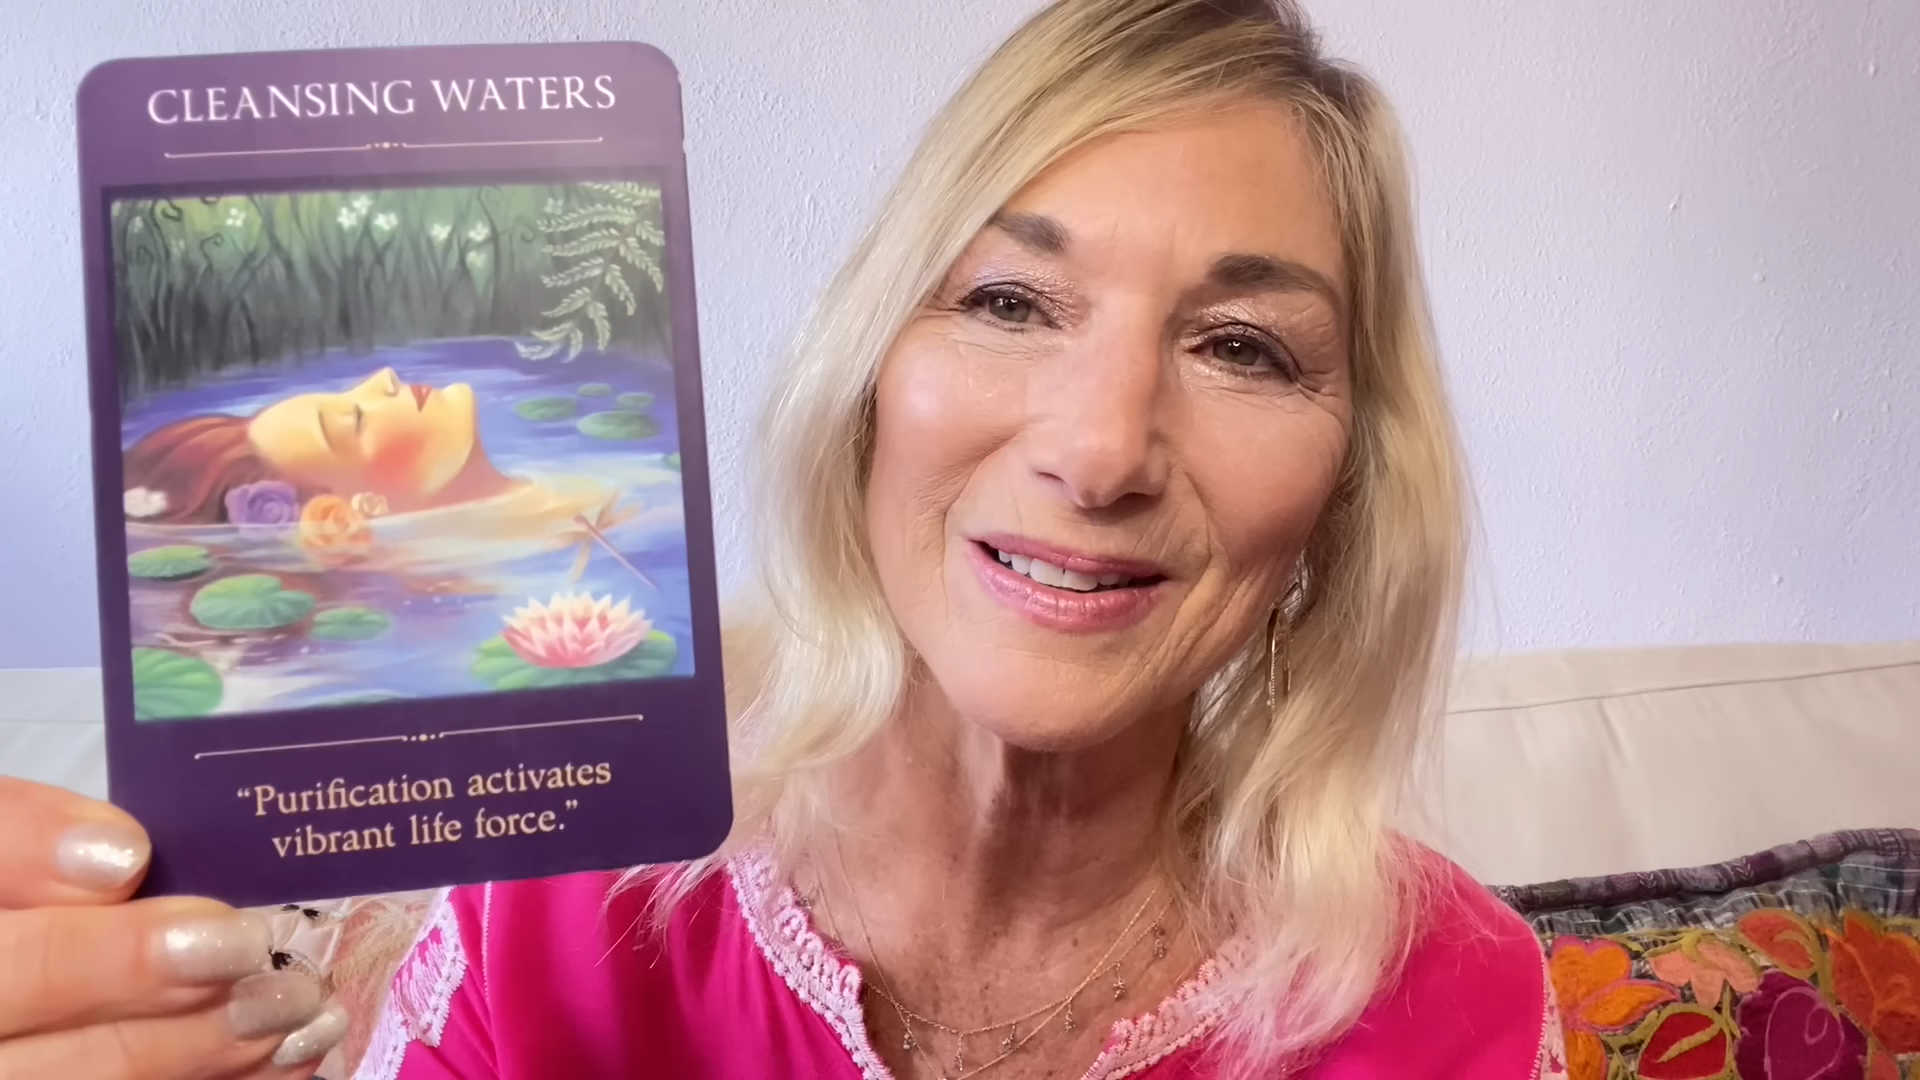 CLEANSING WATERS
“Purification activates
vibrant life force.”